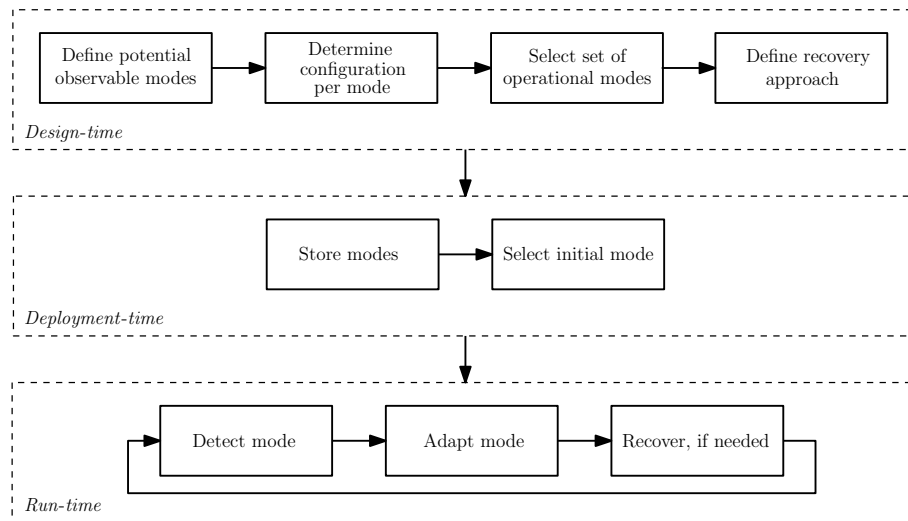 Define potential
observable modes
Determine
configuration
per mode
Select set of
operational modes
Define recovery
approach
Design-time
Store modes
Select initial mode
Deployment-time
Detect mode
Adapt mode
Recover, if needed
Run-time